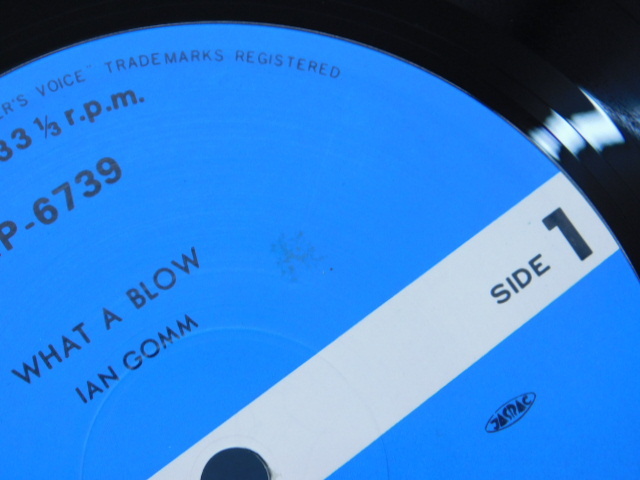 ER'S VOICE" TRADEMARKS REGISTERED
33 1/3 r.p.m.
P-6739
WHAT A BLOW
IAN GOMM
SIDE 1
JASRAC